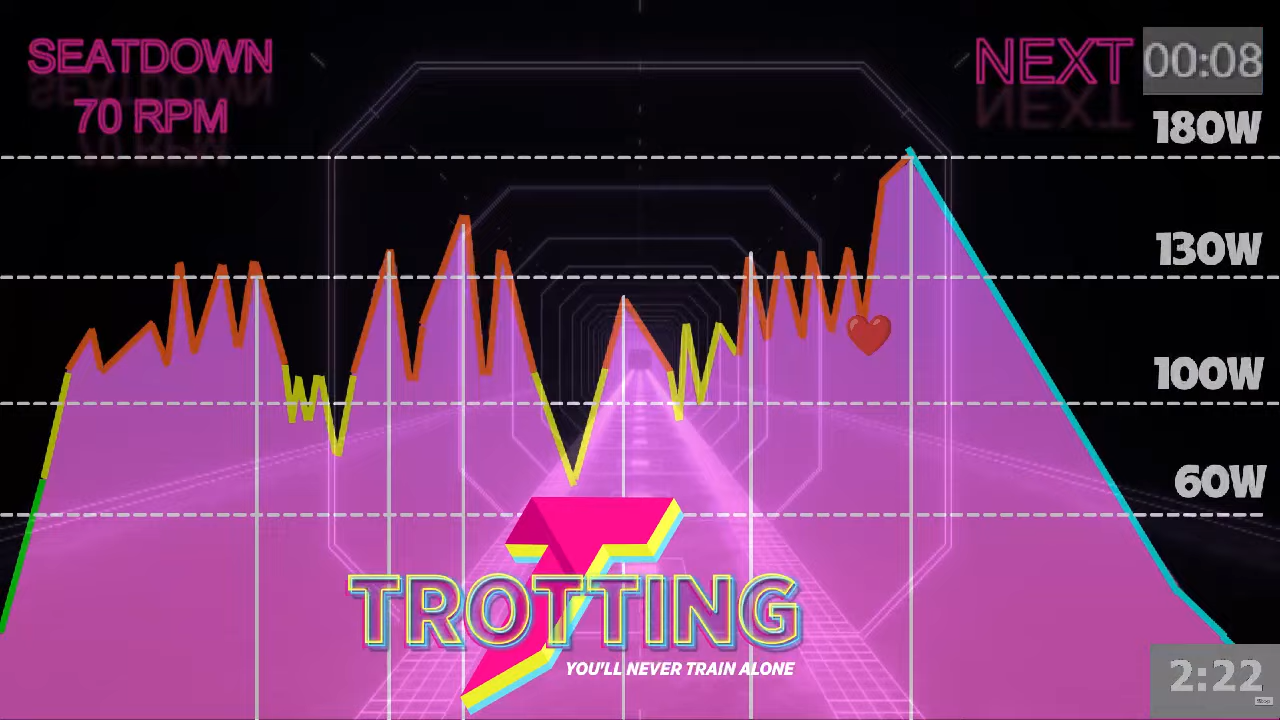 SEATDOWN
70 RPM
NEXT 00:08
180W
130W
100W
60W
TROTTING
YOU'LL NEVER TRAIN ALONE
2:22